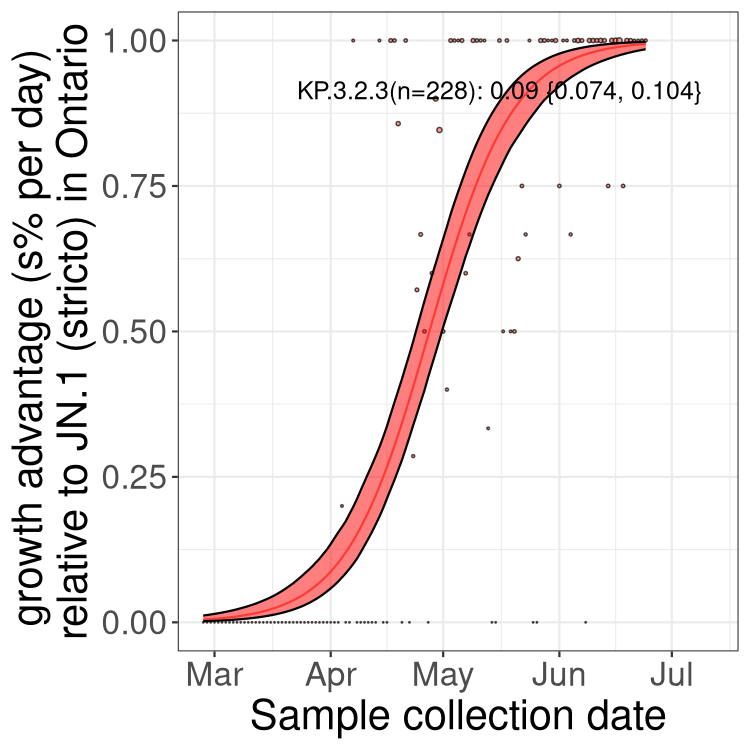 growth advantage (s% per day)
relative to JN.1 (stricto) in Ontario
1.00
0.75
0.50
0.25
0.00
KP.3.2.3(n=228): 0.09 {0.074, 0.104}
Mar Apr May Jun Jul
Sample collection date